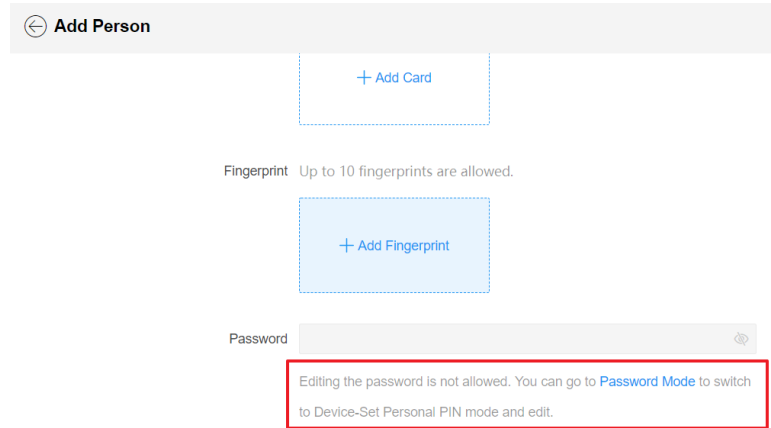 Add Person
+ Add Card
Fingerprint Up to 10 fingerprints are allowed.
+ Add Fingerprint
Password
Editing the password is not allowed. You can go to Password Mode to switch
to Device-Set Personal PIN mode and edit.